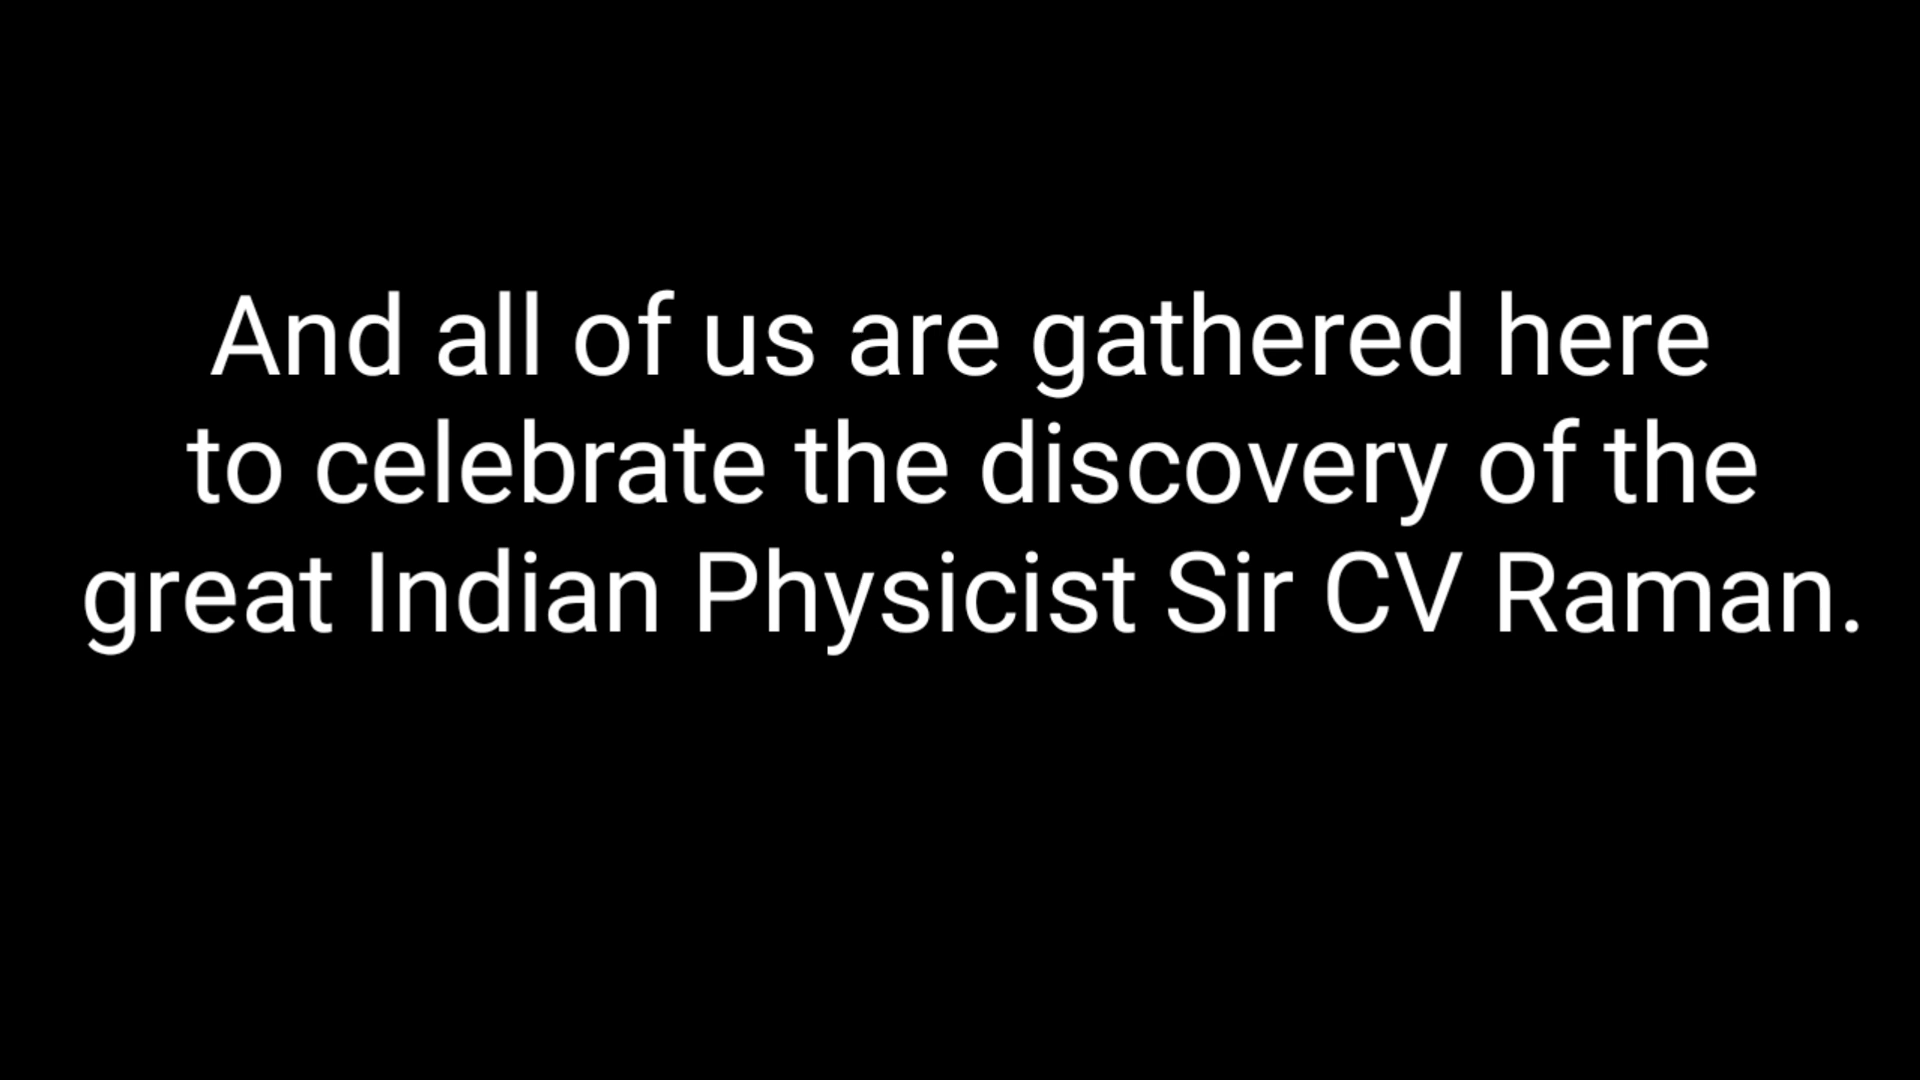 And all of us are gathered here
to celebrate the discovery of the
great Indian Physicist Sir CV Raman.